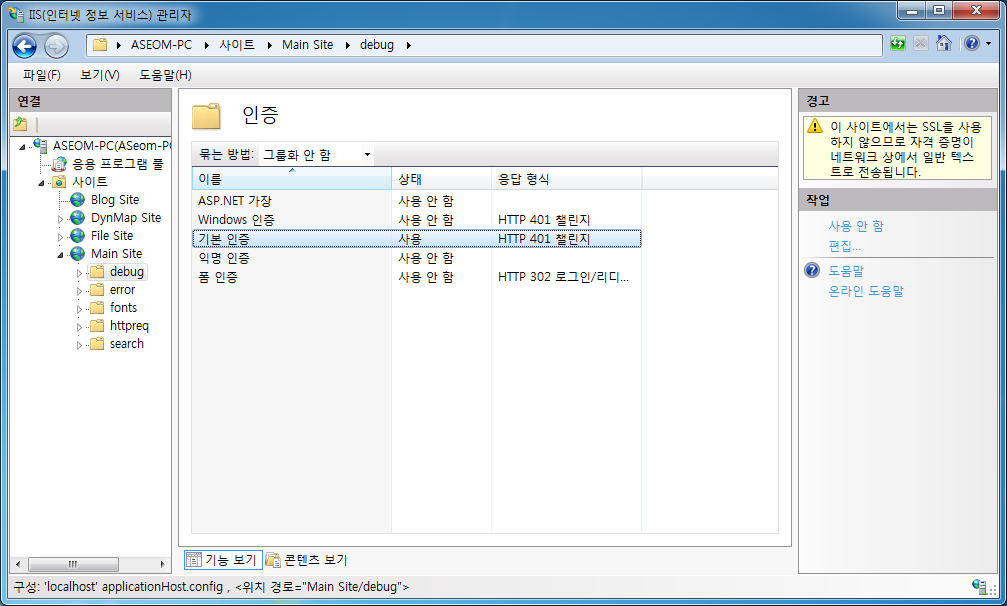 IIS(인터넷 정보 서비스) 관리자
ASEOM-PC 사이트 Main Site debug
파일(F) 보기(V) 도움말(H)
연결
ASEOM-PC(ASeom-P
응용 프로그램 풀
사이트
Blog Site
DynMap Site
File Site
Main Site
debug
error
fonts
httpreq
search
인증
묶는 방법: 그룹화 안 함
이름 상태 응답 형식
ASP.NET 가장 사용 안 함
Windows 인증 사용 안 함 HTTP 401 챌린지
기본 인증 사용 HTTP 401 챌린지
익명 인증 사용 안 함
폼 인증 사용 안 함 HTTP 302 로그인/리디...
기능 보기 콘텐츠 보기
경고
이 사이트에서는 SSL을 사용
하지 않으므로 자격 증명이
네트워크 상에서 일반 텍스
트로 전송됩니다.
작업
사용 안 함
편집...
도움말
온라인 도움말
구성: 'localhost' applicationHost.config , <위치 경로="Main Site/debug">